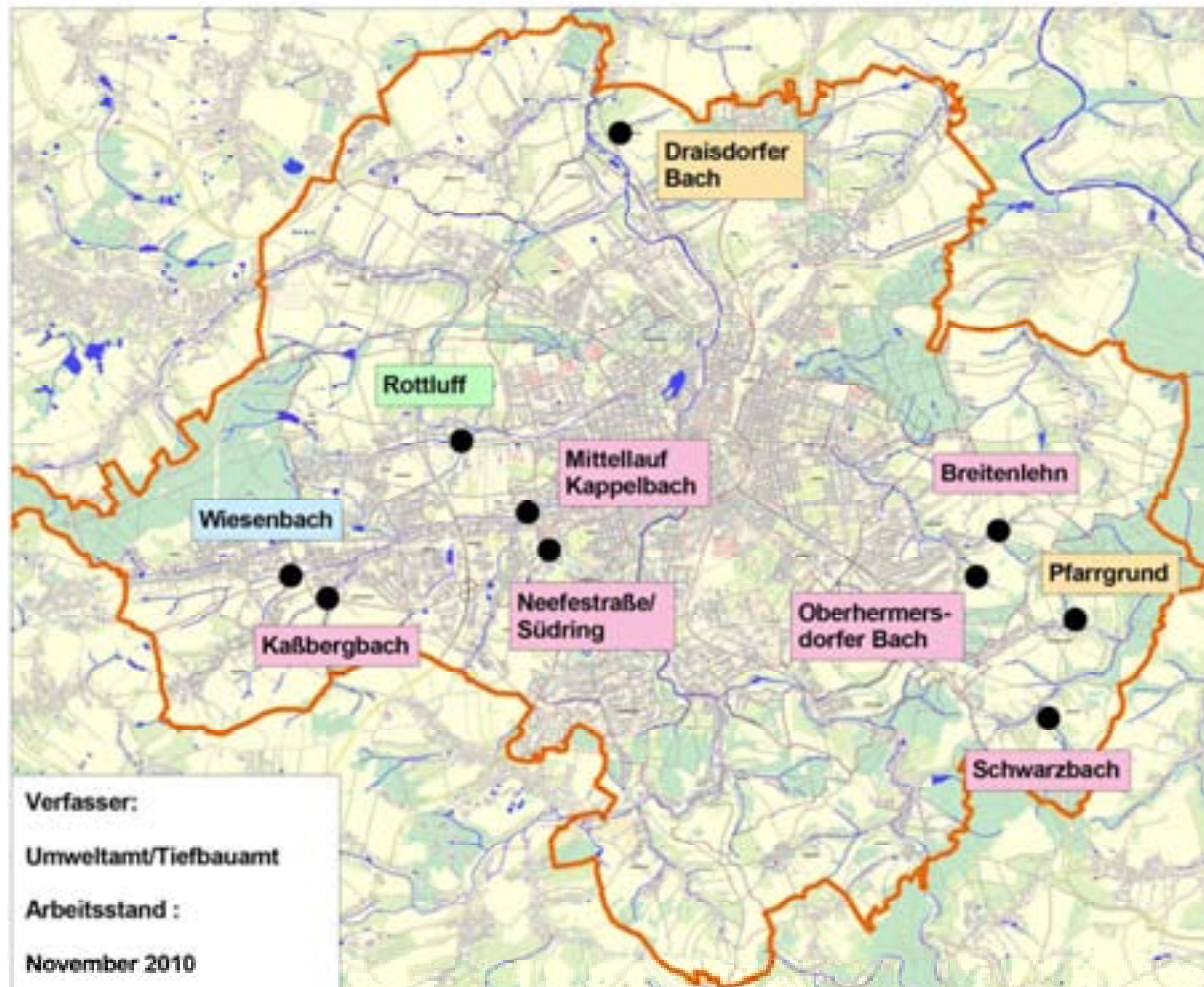 Draisdorfer
Bach
Rottluff
Mittellauf
Kappelbach
Breitenlehn
Wiesenbach
Pfarrgrund
Neefestraße/
Südring
Oberhermers-
dorfer Bach
Kaßbergbach
Schwarzbach
Verfasser:
Umweltamt/Tiefbauamt
Arbeitsstand :
November 2010